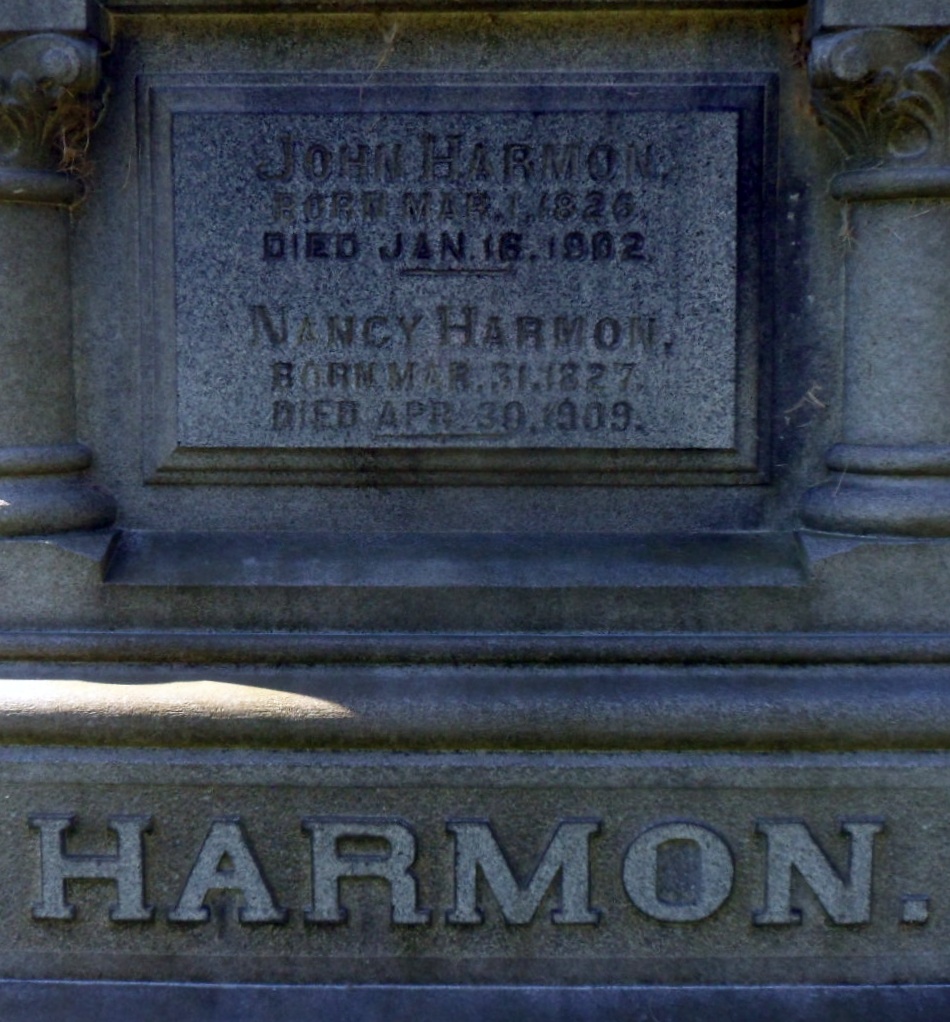 JOHN HARMON.
BORN MAR. 1. 1826.
DIED JAN. 16. 1902.
NANCY HARMON.
BORN MAR. 31. 1827.
DIED APR. 30. 1909.
HARMON.